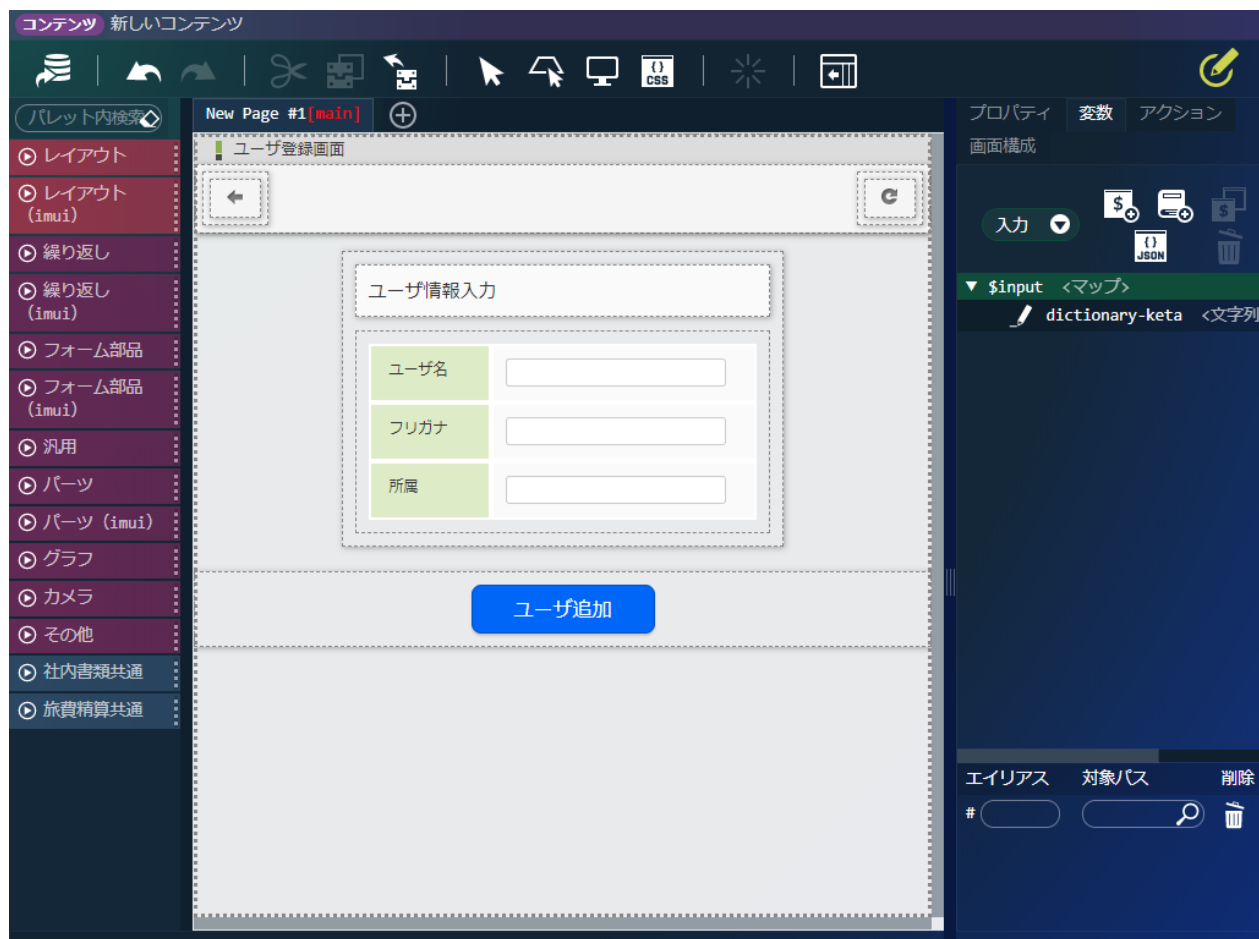 コンテンツ 新しいコンテンツ
{} CSS
パレット内検索
New Page #1[main]
プロパティ 変数 アクション
画面構成
レイアウト
レイアウト
(imui)
繰り返し
繰り返し
(imui)
フォーム部品
フォーム部品
(imui)
汎用
パーツ
パーツ (imui)
グラフ
カメラ
その他
社内書類共通
旅費精算共通
ユーザ登録画面
ユーザ情報入力
ユーザ名
フリガナ
所属
ユーザ追加
入力
$
$
{} JSON
$input <マップ>
dictionary-keta <文字列
エイリアス 対象パス 削除
#